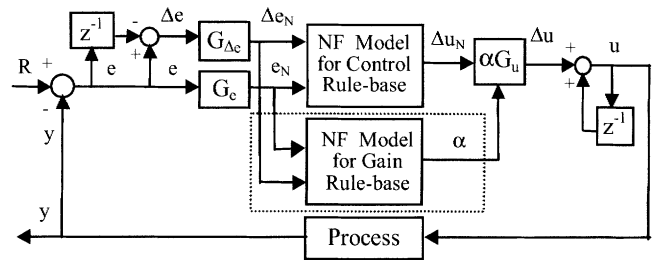 z-1
-
+
Δe
GΔe
ΔeN
NF Model
for Control
Rule-base
ΔuN
αGu
Δu
+
+
u
z-1
R
+
-
e
e
Ge
eN
y
NF Model
for Gain
Rule-base
α
y
Process